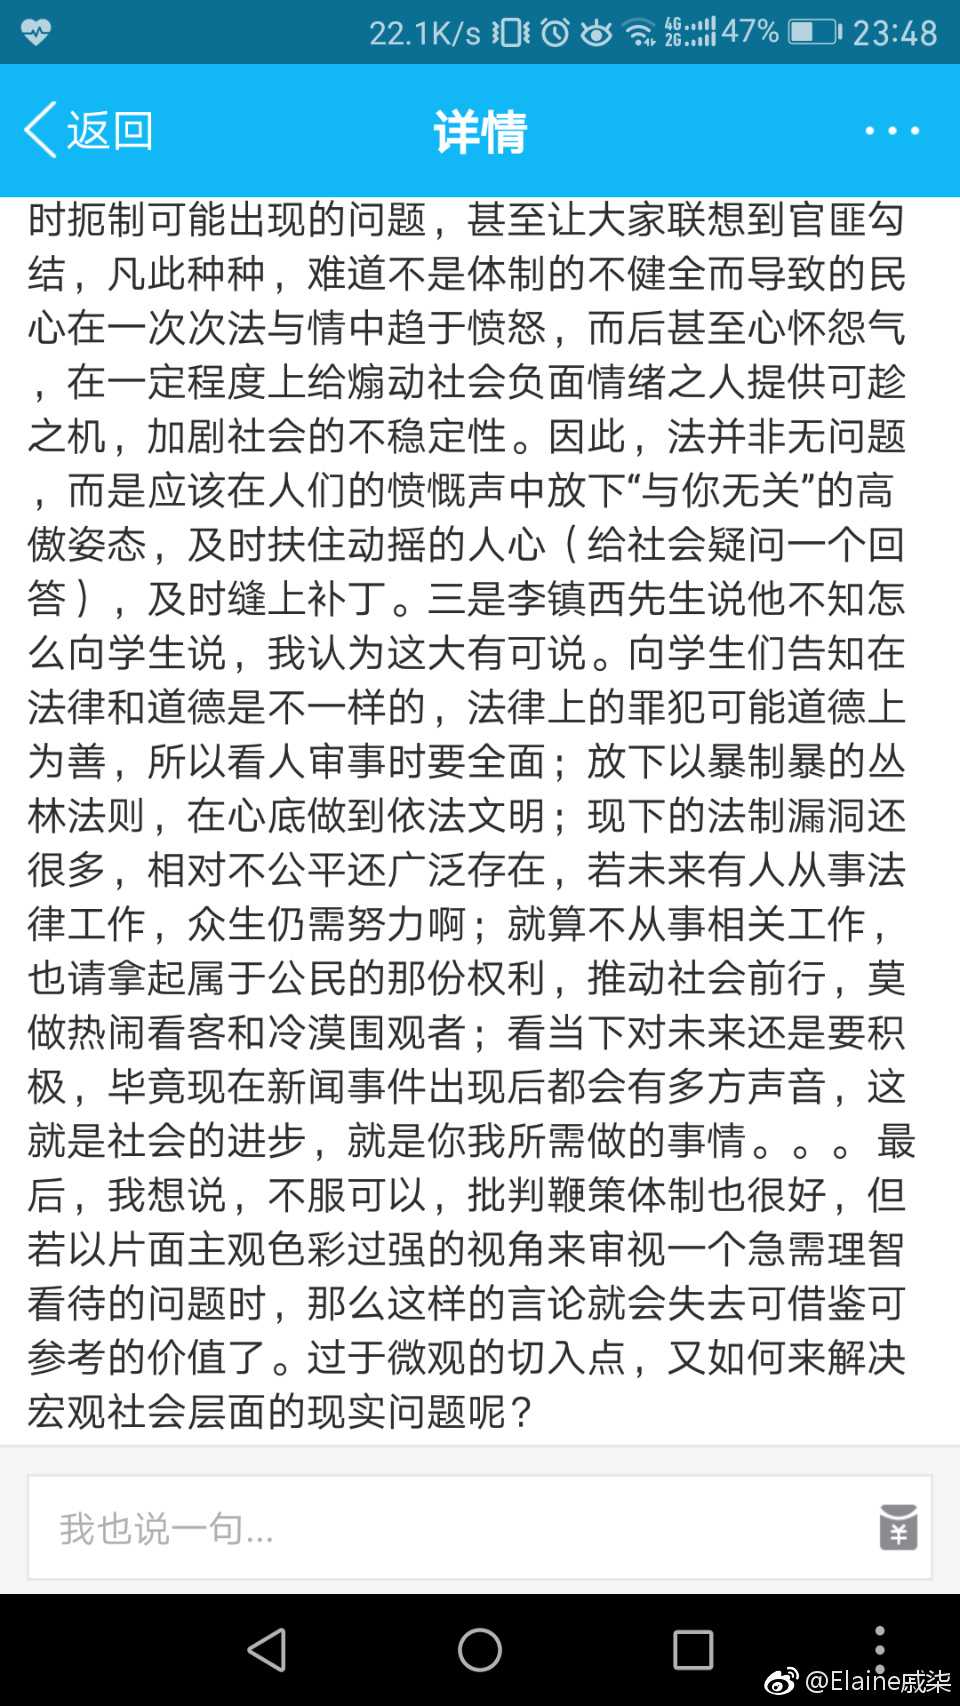 22.1K/s 4G 2G 47% 23:48
返回 详情
时扼制可能出现的问题，甚至让大家联想到官匪勾
结，凡此种种，难道不是体制的不健全而导致的民
心在一次次法与情中趋于愤怒，而后甚至心怀怨气
，在一定程度上给煽动社会负面情绪之人提供可趁
之机，加剧社会的不稳定性。因此，法并非无问题
，而是应该在人们的愤慨声中放下“与你无关”的高
傲姿态，及时扶住动摇的人心（给社会疑问一个回
答），及时缝上补丁。三是李镇西先生说他不知怎
么向学生说，我认为这大有可说。向学生们告知在
法律和道德是不一样的，法律上的罪犯可能道德上
为善，所以看人审事时要全面；放下以暴制暴的丛
林法则，在心底做到依法文明；现下的法制漏洞还
很多，相对不公平还广泛存在，若未来有人从事法
律工作，众生仍需努力啊；就算不从事相关工作，
也请拿起属于公民的那份权利，推动社会前行，莫
做热闹看客和冷漠围观者；看当下对未来还是要积
极，毕竟现在新闻事件出现后都会有多方声音，这
就是社会的进步，就是你我所需做的事情。。。最
后，我想说，不服可以，批判鞭策体制也很好，但
若以片面主观色彩过强的视角来审视一个急需理智
看待的问题时，那么这样的言论就会失去可借鉴可
参考的价值了。过于微观的切入点，又如何来解决
宏观社会层面的现实问题呢？
我也说一句...
¥
@Elaine戚柒